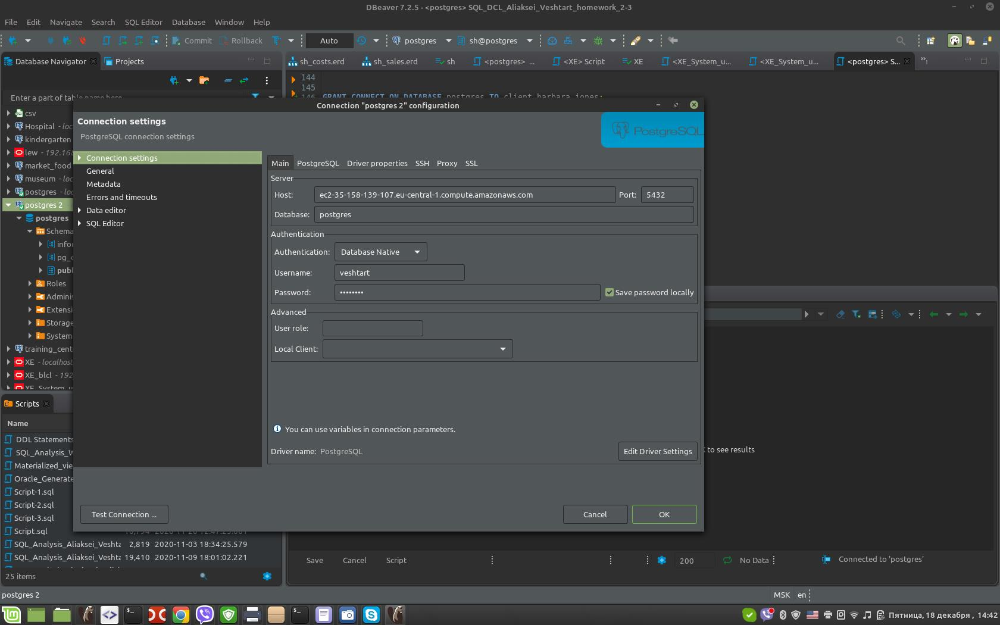 DBeaver 7.2.5 - <postgres> SQL_DCL_Aliaksei_Veshtart_homework_2-3
File Edit Navigate Search SQL Editor Database Window Help
Commit Rollback Auto postgres sh@postgres
Database Navigator Projects
sh_costs.erd sh_sales.erd sh <postgres> ... <XE> Script XE <XE_System_u... <XE_System_u... <postgres> S... 1
144
145
146 GRANT CONNECT ON DATABASE postgres TO client_barbara_jones;
Enter a part of table name here
csv
Hospital - loc
kindergarten
lew - 192.168
market_food
museum - loc
postgres - loc
postgres 2 -
postgres
Schema
infor
pg_c
publ
Roles
Adminis
Extensi
Storage
System
training_cent
XE - localhost
XE_blcl - 192
XE_System_u
Connection "postgres 2" configuration
Connection settings
PostgreSQL connection settings
PostgreSQL
Connection settings
General
Metadata
Errors and timeouts
Data editor
SQL Editor
Main PostgreSQL Driver properties SSH Proxy SSL
Server
Host: ec2-35-158-139-107.eu-central-1.compute.amazonaws.com Port: 5432
Database: postgres
Authentication
Authentication: Database Native
Username: veshtart
Password: •••••••• Save password locally
Advanced
User role:
Local Client:
You can use variables in connection parameters.
Driver name: PostgreSQL Edit Driver Settings
Test Connection ... Cancel OK
to see results
Scripts
Name
DDL Statements
SQL_Analysis_W
Materialized_vie
Oracle_Generate
Script-1.sql
Script-2.sql
Script-3.sql
Script.sql
SQL_Analysis_Aliaksei_Veshta 2,819 2020-11-03 18:34:25.579
SQL_Analysis_Aliaksei_Veshta 19,410 2020-11-09 18:01:02.221
25 items
Save Cancel Script 200 No Data Connected to 'postgres'
postgres 2 MSK en
Пятница, 18 декабря , 14:42